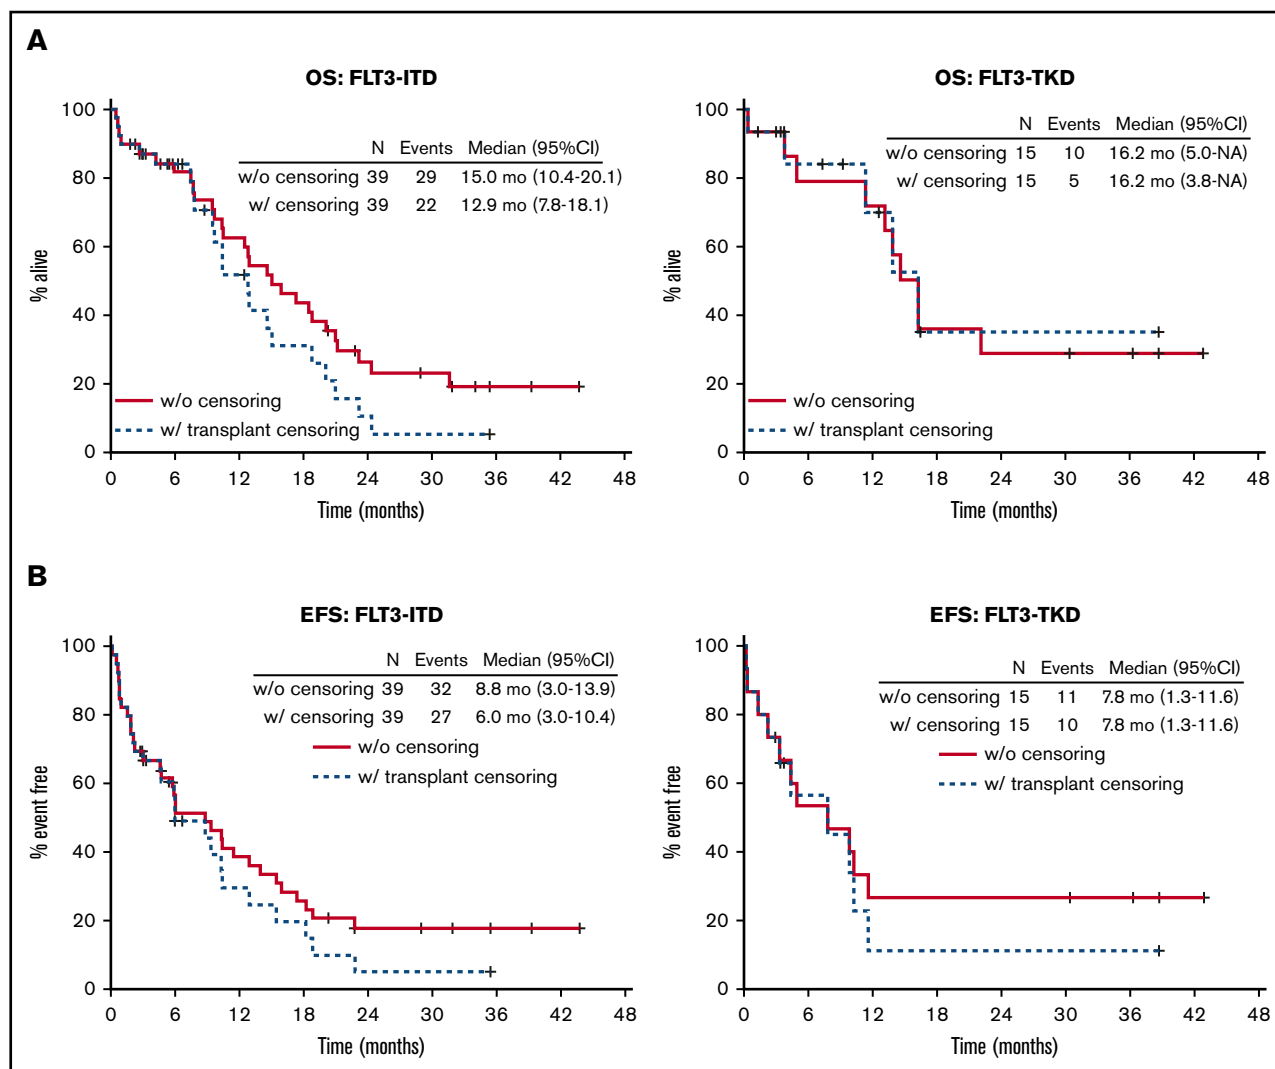 A
OS: FLT3-ITD
N Events Median (95%CI)
w/o censoring 39 29 15.0 mo (10.4-20.1)
w/ censoring 39 22 12.9 mo (7.8-18.1)
100
80
60
40
20
0
% alive
w/o censoring
w/ transplant censoring
0 6 12 18 24 30 36 42 48
Time (months)
OS: FLT3-TKD
N Events Median (95%CI)
w/o censoring 15 10 16.2 mo (5.0-NA)
w/ censoring 15 5 16.2 mo (3.8-NA)
100
80
60
40
20
0
% alive
w/o censoring
w/ transplant censoring
0 6 12 18 24 30 36 42 48
Time (months)
B
EFS: FLT3-ITD
N Events Median (95%CI)
w/o censoring 39 32 8.8 mo (3.0-13.9)
w/ censoring 39 27 6.0 mo (3.0-10.4)
w/o censoring
w/ transplant censoring
100
80
60
40
20
0
% event free
0 6 12 18 24 30 36 42 48
Time (months)
EFS: FLT3-TKD
N Events Median (95%CI)
w/o censoring 15 11 7.8 mo (1.3-11.6)
w/ censoring 15 10 7.8 mo (1.3-11.6)
w/o censoring
w/ transplant censoring
100
80
60
40
20
0
% event free
0 6 12 18 24 30 36 42 48
Time (months)